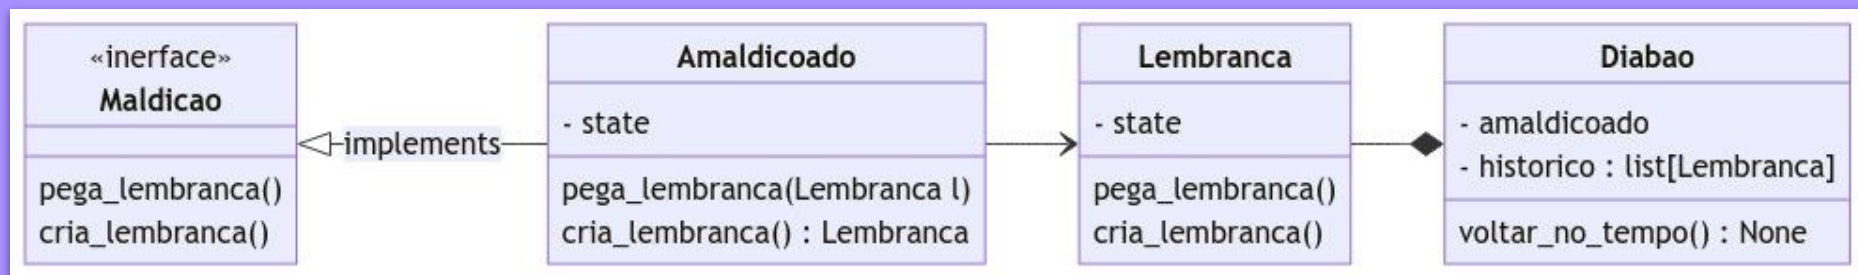 «inerface»
Maldicao
pega_lembranca()
cria_lembranca()
implements
Amaldicoado
- state
pega_lembranca(Lembranca l)
cria_lembranca() : Lembranca
Lembranca
- state
pega_lembranca()
cria_lembranca()
Diabao
- amaldicoado
- historico : list[Lembranca]
voltar_no_tempo() : None